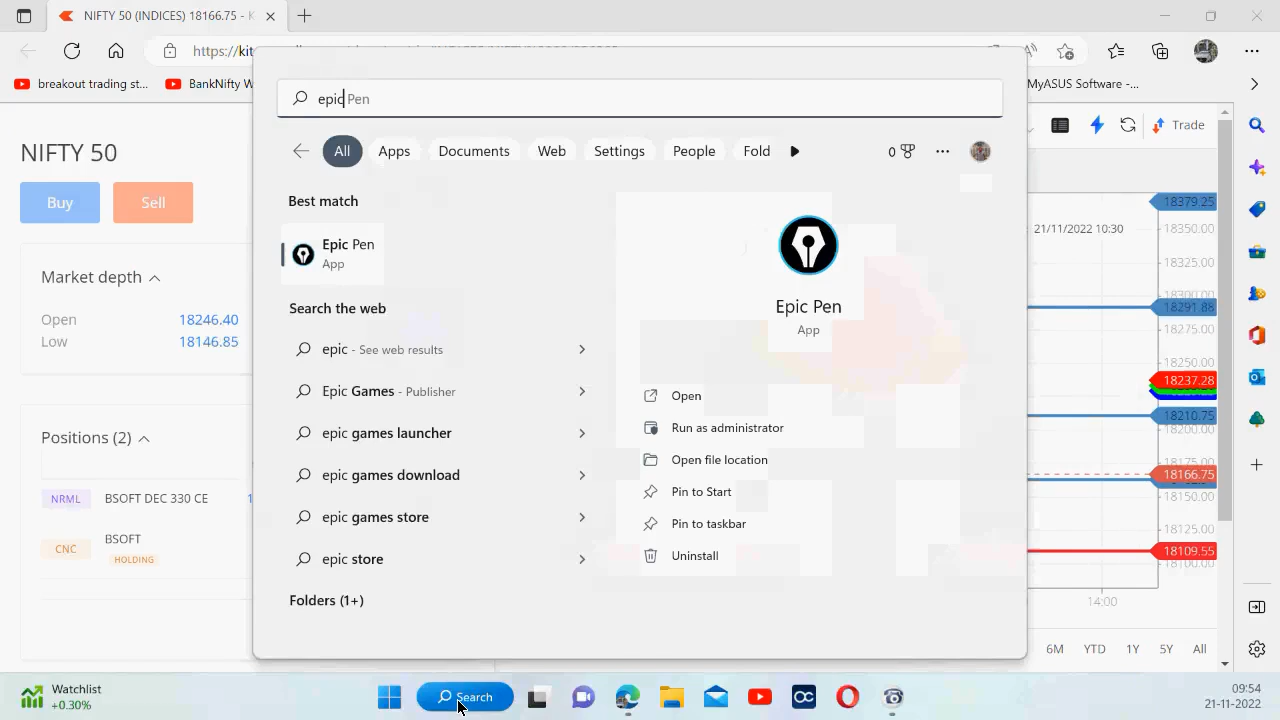 NIFTY 50 (INDICES) 18166.75 - K
https://kit
breakout trading st...
BankNifty W
MyASUS Software -...
epic Pen
All
Apps
Documents
Web
Settings
People
Fold
0
NIFTY 50
Buy
Sell
Market depth
Open 18246.40
Low 18146.85
Positions (2)
NRML BSOFT DEC 330 CE 1
CNC BSOFT
HOLDING
Best match
Epic Pen
App
Search the web
epic - See web results
Epic Games - Publisher
epic games launcher
epic games download
epic games store
epic store
Folders (1+)
Epic Pen
App
Open
Run as administrator
Open file location
Pin to Start
Pin to taskbar
Uninstall
Trade
18379.25
21/11/2022 10:30
18350.00
18325.00
18300.00
18291.88
18275.00
18250.00
18237.28
18210.75
18200.00
18175.00
18166.75
18150.00
18125.00
18109.55
18100.00
14:00
6M YTD 1Y 5Y All
Watchlist
+0.30%
Search
OC
09:54
21-11-2022